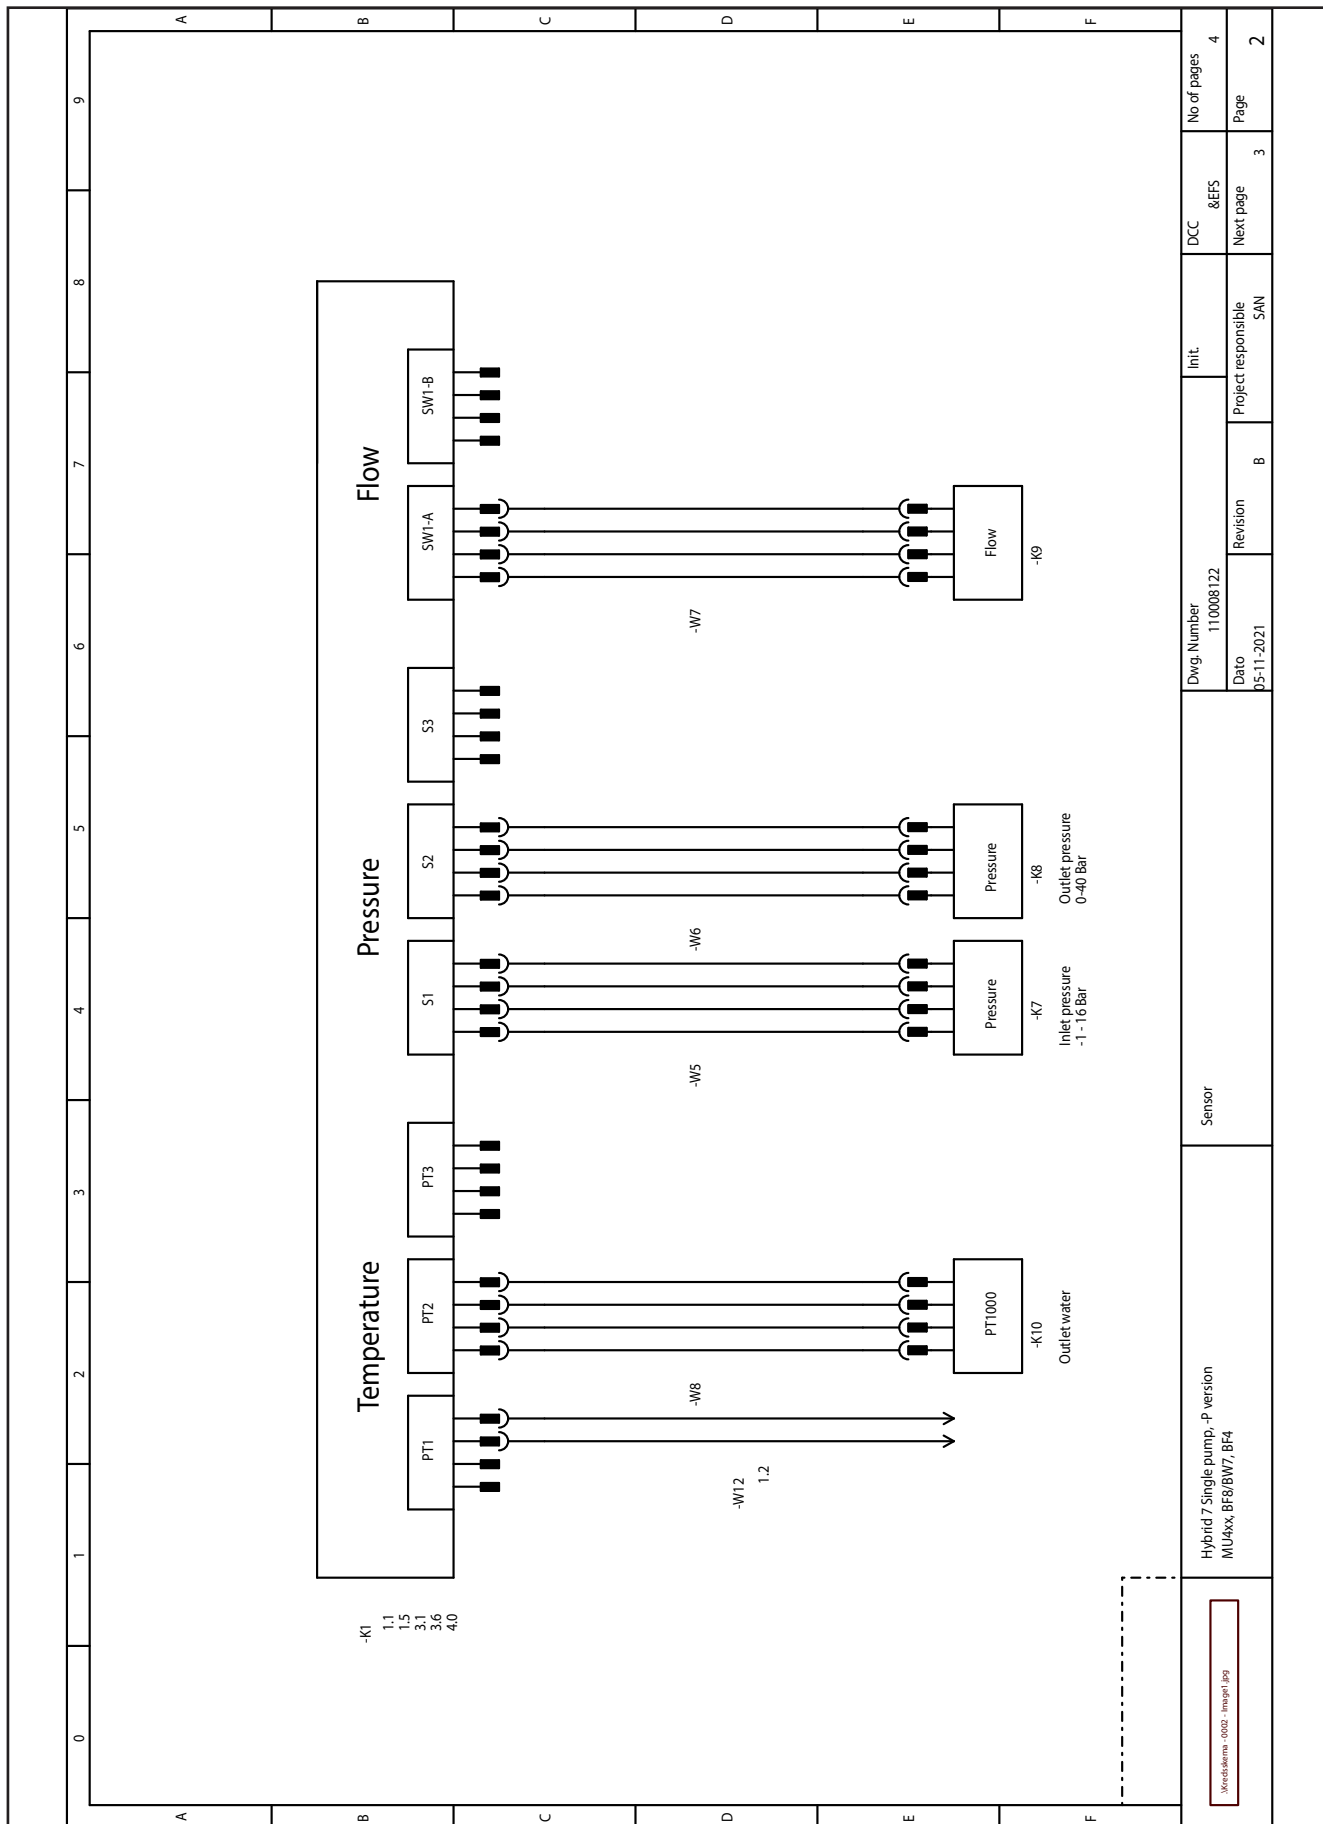 0 1 2 3 4 5 6 7 8 9
A
A
B
B
C
C
D
D
E
E
F
F
Temperature
Pressure
Flow
PT1
PT2
PT3
S1
S2
S3
SW1-A
SW1-B
-K1
1.1
1.5
3.1
3.6
4.0
-W12
1.2
-W8
-W5
-W6
-W7
PT1000
Pressure
Pressure
Flow
-K10
-K7
-K8
-K9
Outlet water
Inlet pressure
-1 - 16 Bar
Outlet pressure
0-40 Bar
.\Kredsskema - 0002 - Image1.jpg
Hybrid 7 Single pump, -P version
MU4xx, BF8/BW7, BF4
Sensor
Dwg. Number
110008122
Init.
DCC
&EFS
No of pages
4
Dato
05-11-2021
Revision
B
Project responsible
SAN
Next page
3
Page
2